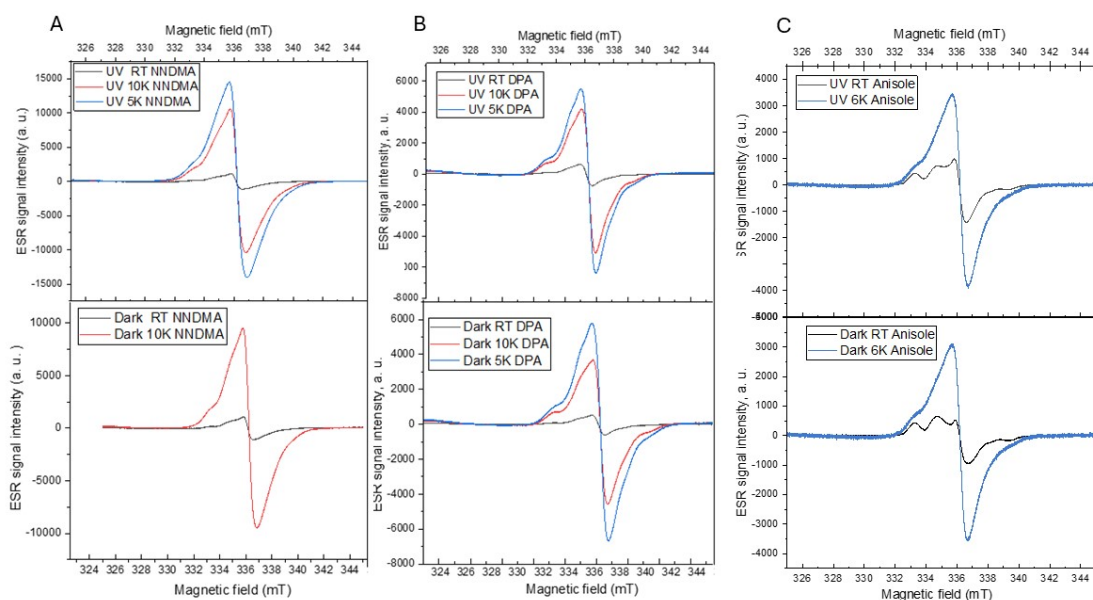 A
Magnetic field (mT)
326 328 330 332 334 336 338 340 342 344
UV RT NNDMA
UV 10K NNDMA
UV 5K NNDMA
15000
10000
5000
0
-5000
-10000
-15000
ESR signal intensity (a. u.)
Dark RT NNDMA
Dark 10K NNDMA
10000
5000
0
-5000
-10000
ESR signal intensity (a. u. )
324 326 328 330 332 334 336 338 340 342 344
Magnetic field (mT)
B
Magnetic field (mT)
326 328 330 332 334 336 338 340 342 344
UV RT DPA
UV 10K DPA
UV 5K DPA
6000
4000
2000
0
-2000
-4000
,00
-8000
ESR signal intensity, a. u.
Dark RT DPA
Dark 10K DPA
Dark 5K DPA
6000
4000
2000
0
-2000
-4000
-6000
-8000
ESR signal intensity, a. u.
324 326 328 330 332 334 336 338 340 342 344
Magnetic field (mT)
C
Magnetic field (mT)
326 328 330 332 334 336 338 340 342 344
UV RT Anisole
UV 6K Anisole
4000
3000
2000
1000
0
-1000
-2000
-4000
ESR signal intensity (a.u.)
Dark RT Anisole
Dark 6K Anisole
3000
2000
1000
0
-1000
-2000
-3000
-4000
ESR signal intensity (a. u.)
326 328 330 332 334 336 338 340 342 344
Magnetic field (mT)